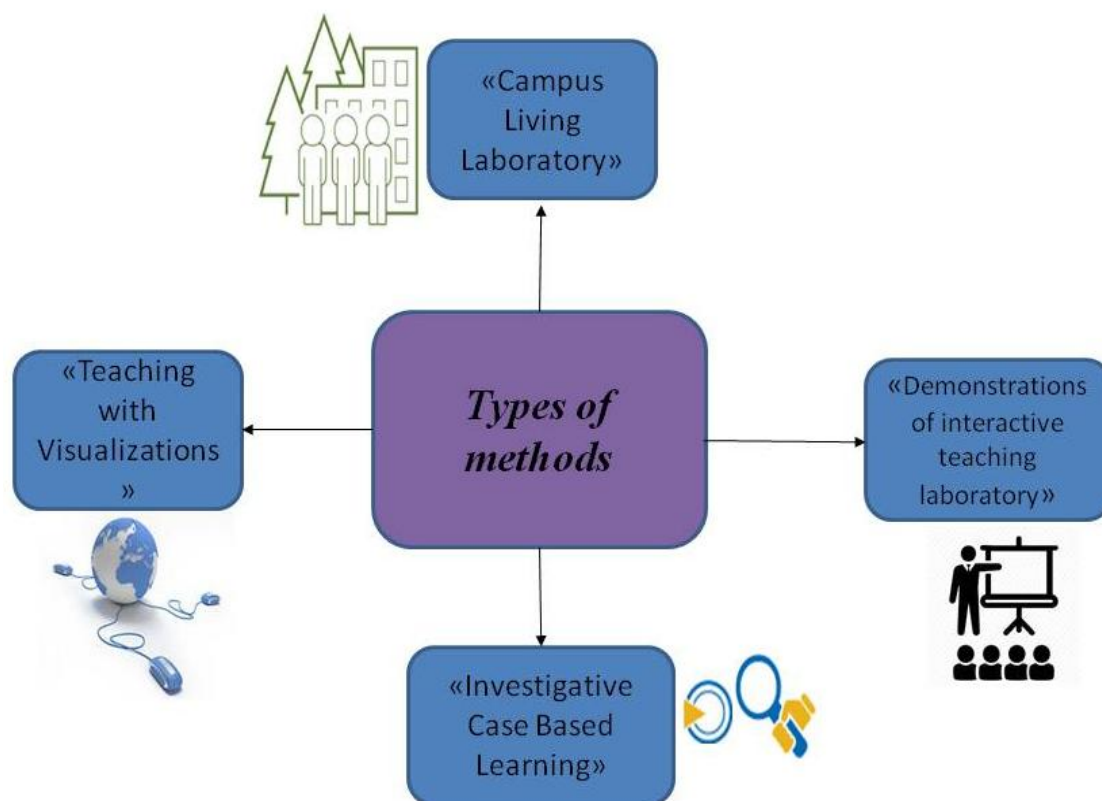 «Campus
Living
Laboratory»
«Teaching
with
Visualizations
»
Types of
methods
«Demonstrations
of interactive
teaching
laboratory»
«Investigative
Case Based
Learning»